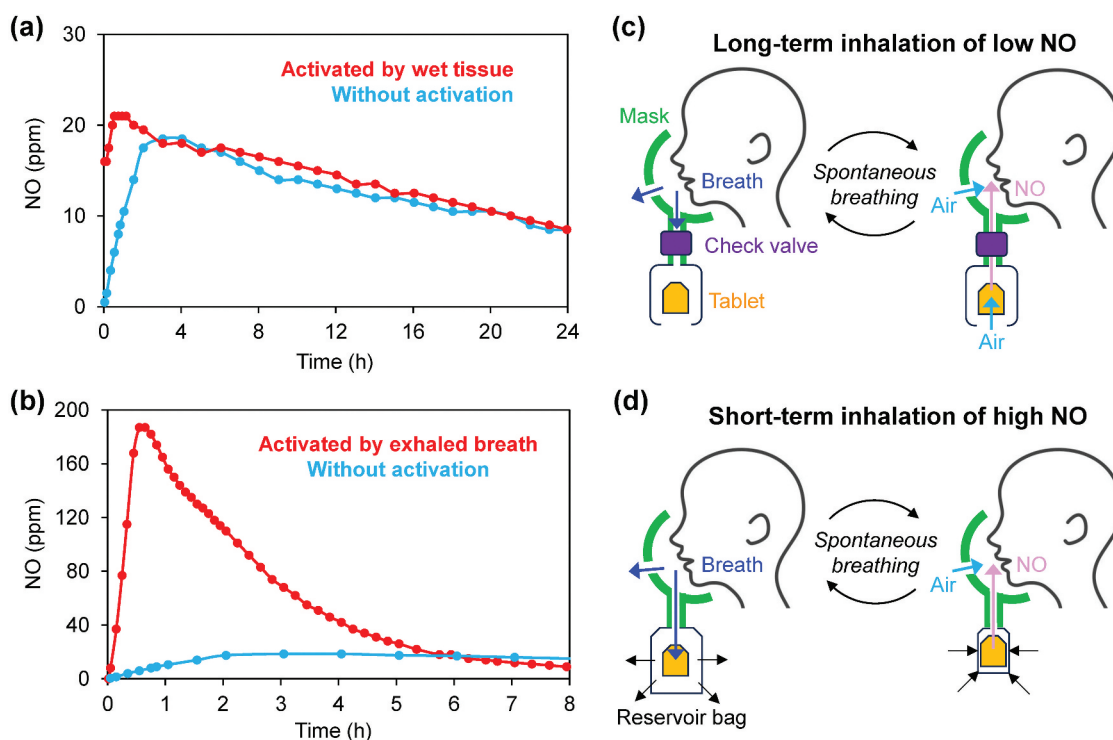 (a)
30
20
10
0
NO (ppm)
Activated by wet tissue
Without activation
0 4 8 12 16 20 24
Time (h)
(b)
200
160
120
80
40
0
NO (ppm)
Activated by exhaled breath
Without activation
0 1 2 3 4 5 6 7 8
Time (h)
(c)
Long-term inhalation of low NO
Mask
Breath
Check valve
Tablet
Spontaneous
breathing
NO
Air
Air
(d)
Short-term inhalation of high NO
Breath
Reservoir bag
Spontaneous
breathing
NO
Air